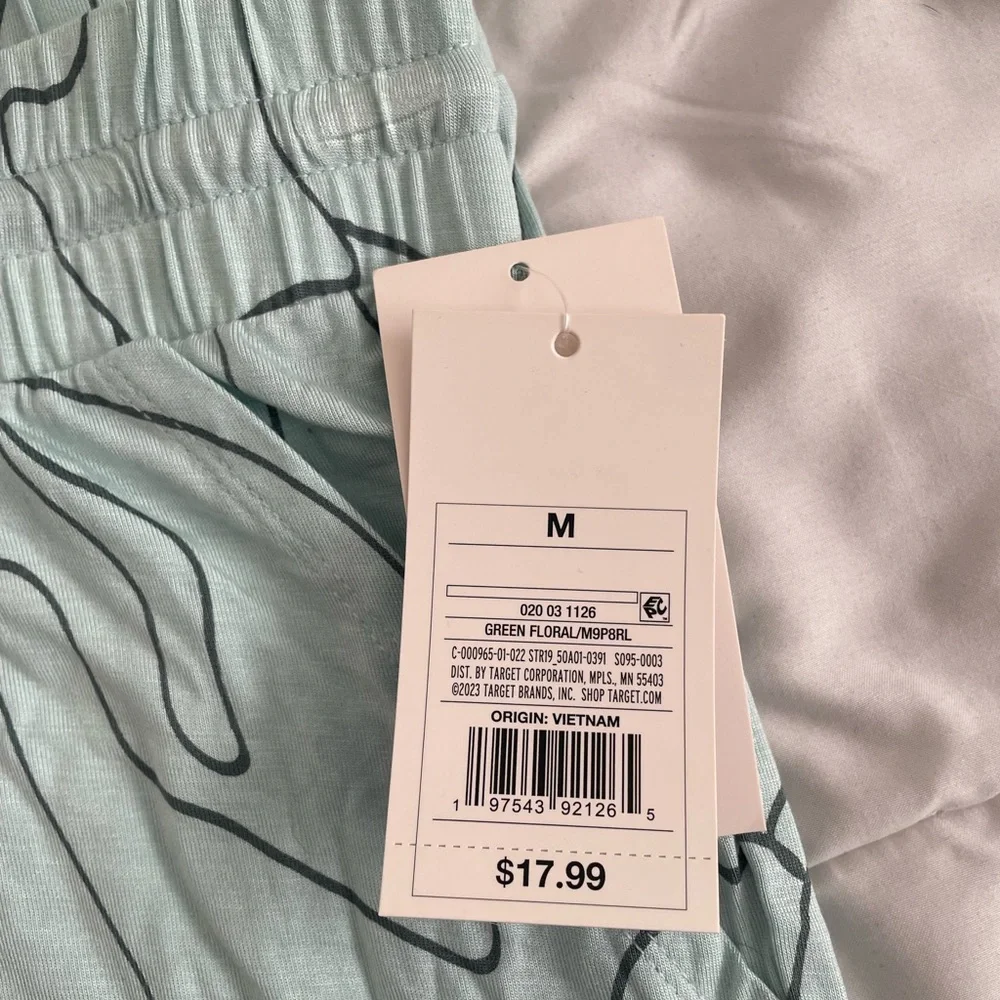 M
020 03 1126
EPC™
GREEN FLORAL/M9P8RL
C-000965-01-022 STR19_50A01-0391 S095-0003
DIST. BY TARGET CORPORATION, MPLS., MN 55403
©2023 TARGET BRANDS, INC. SHOP TARGET.COM
ORIGIN: VIETNAM
1 97543 92126 5
$17.99